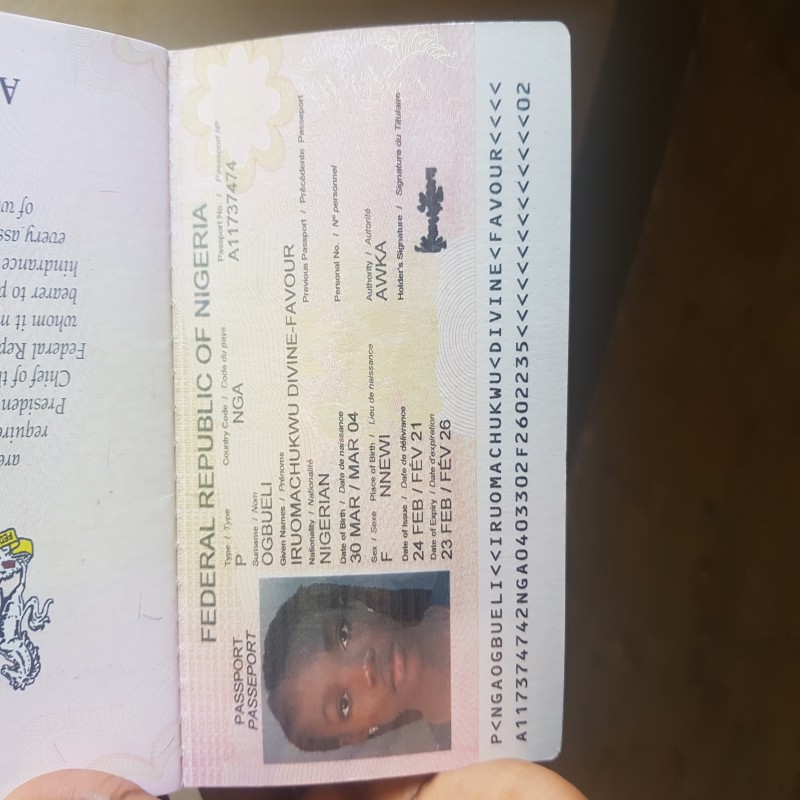 FEDERAL REPUBLIC OF NIGERIA
PASSPORT
PASSEPORT
Type / Type
P
Country Code / Code du pays
NGA
Passport No. / Passeport Nº
A11737474
Surname / Nom
OGBUELI
Given Names / Prénoms
IRUOMACHUKWU DIVINE-FAVOUR
Nationality / Nationalité
NIGERIAN
Previous Passport / Précédente Passeport
Date of Birth / Date de naissance
30 MAR / MAR 04
Personal No. / Nº personnel
Sex / Sexe
F
Place of Birth / Lieu de naissance
NNEWI
Authority / Autorité
AWKA
Date of Issue / Date de délivrance
24 FEB / FÉV 21
Holder's Signature / Signature du Titulaire
Date of Expiry / Date d'expiration
23 FEB / FÉV 26
P<NGAOGBUELI<<IRUOMACHUKWU<DIVINE<FAVOUR<<<<
A117374742NGA0403302F2602235<<<<<<<<<<<<<<02
are
require
Presiden
Chief of th
Federal Rep
whom it m
bearer to p
hindrance
every ass
of w
A